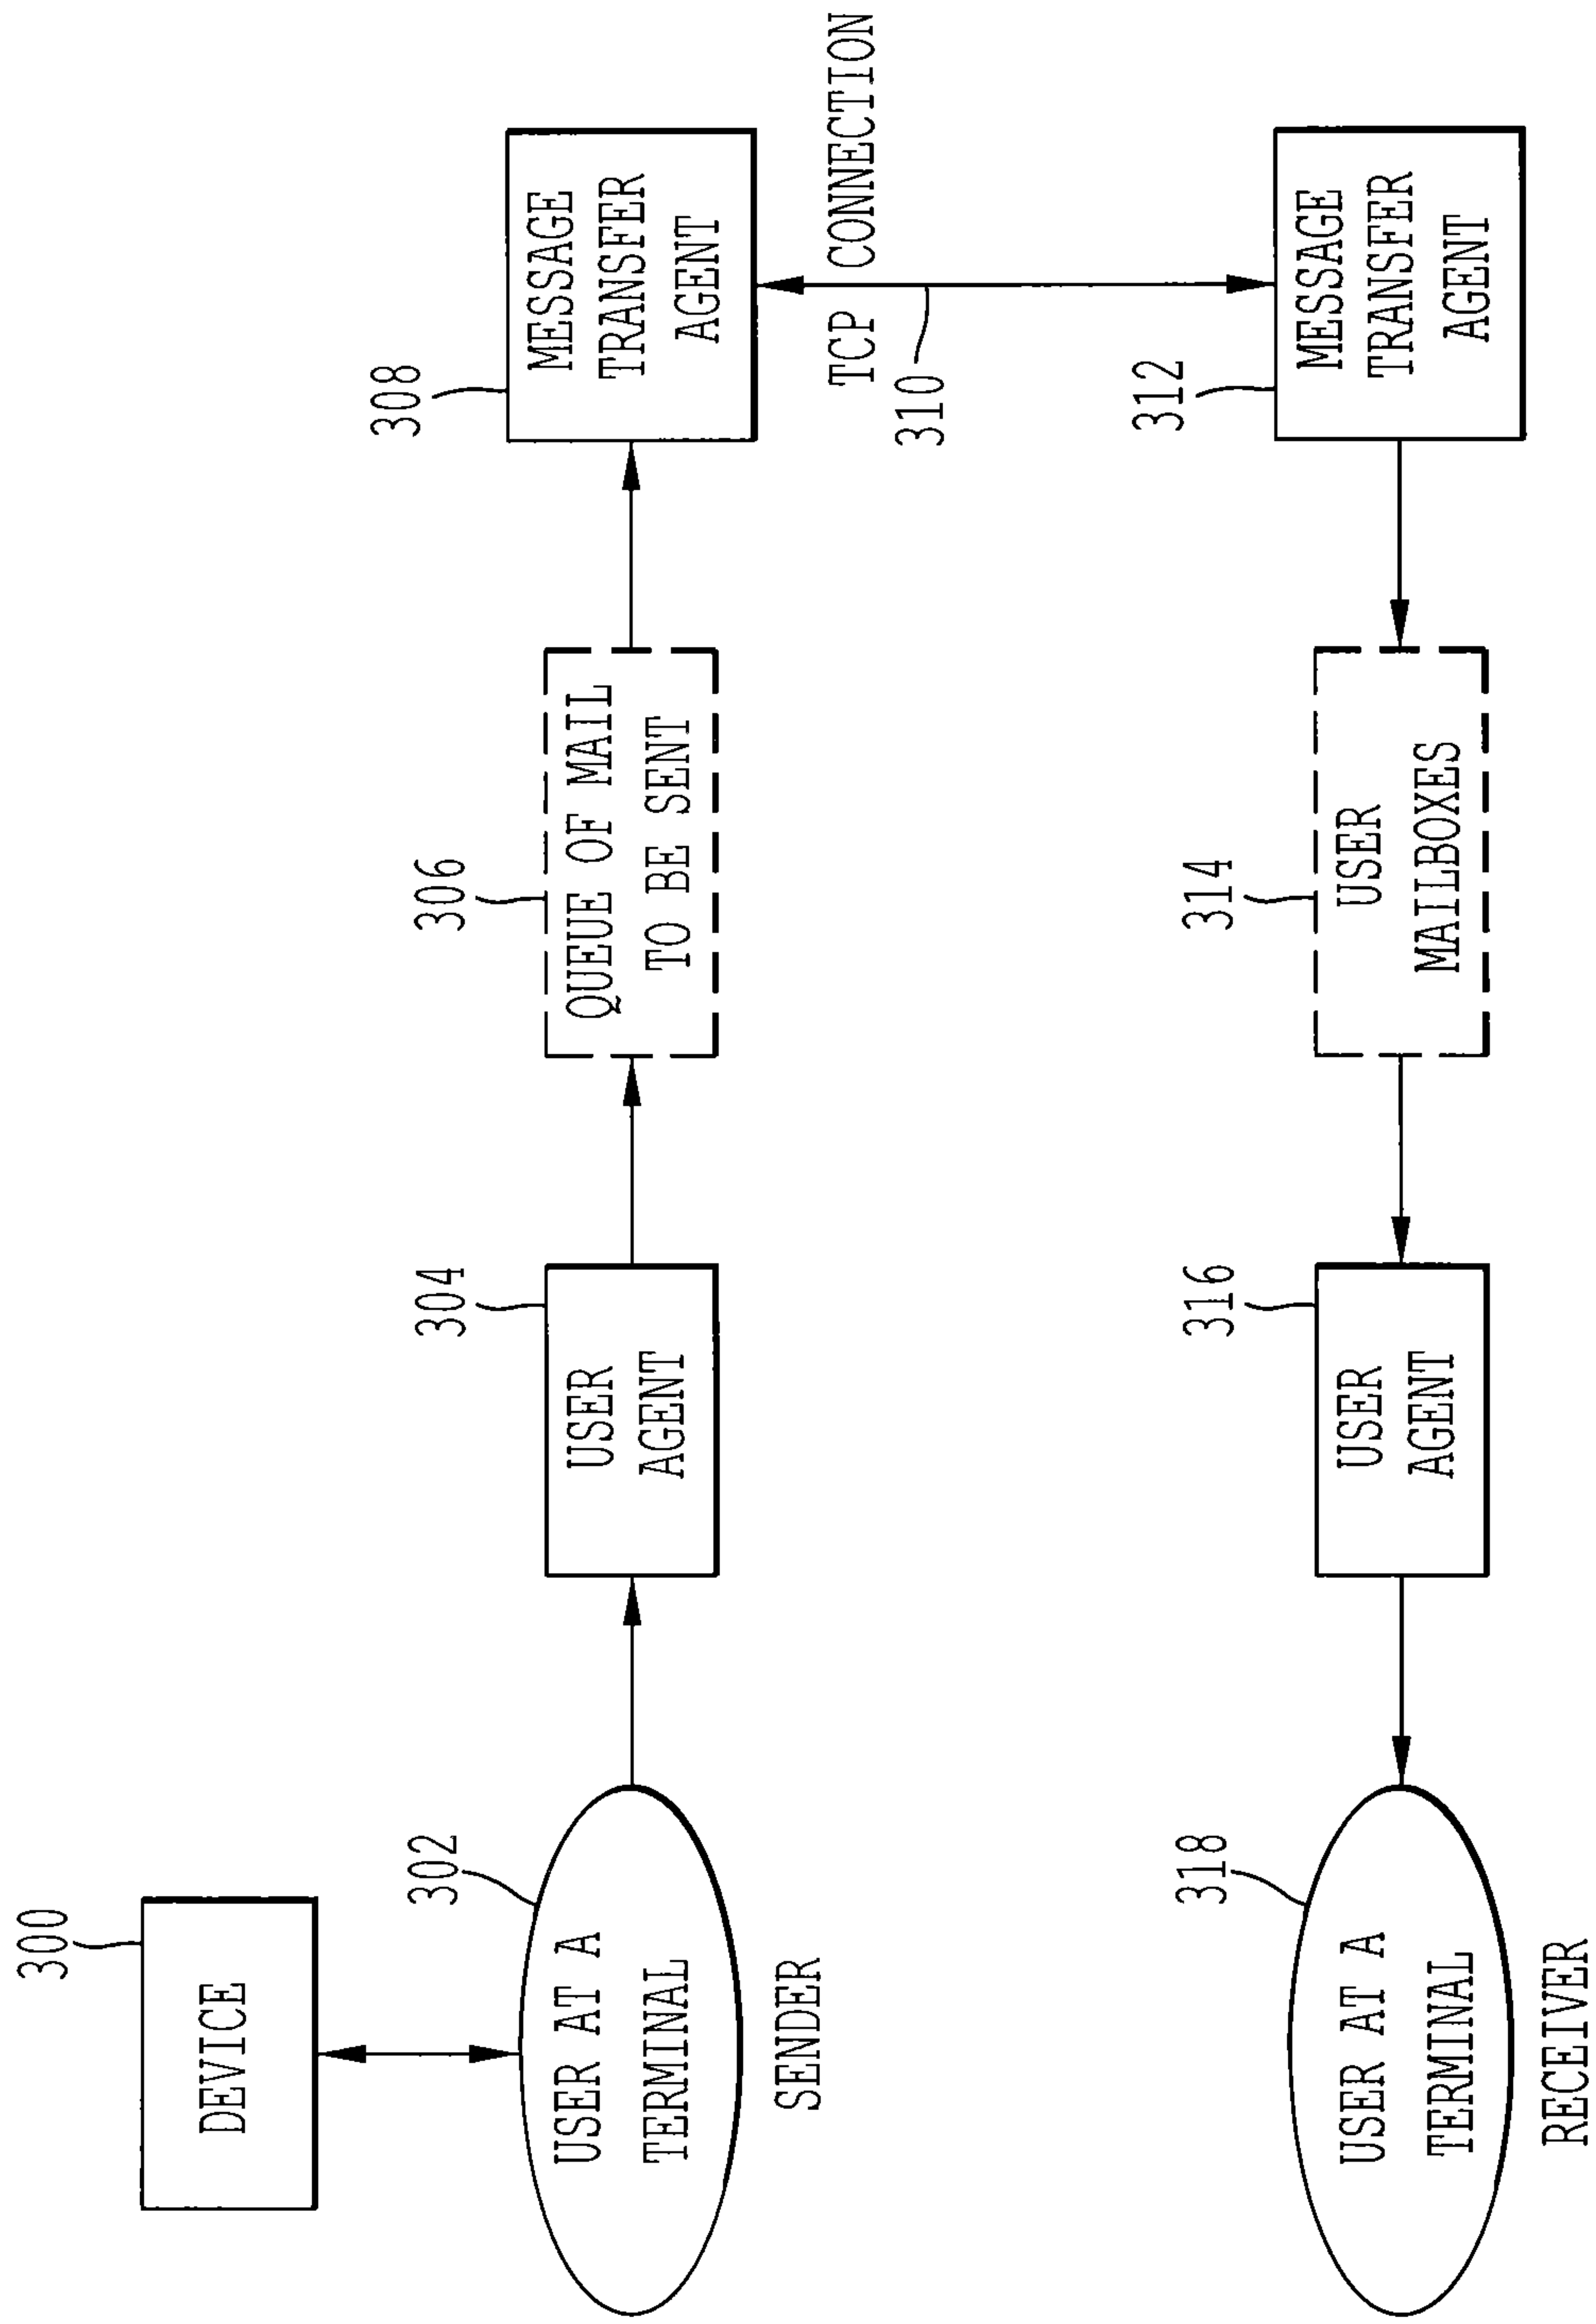 300
DEVICE
302
USER AT A
TERMINAL
SENDER
304
USER
AGENT
306
QUEUE OF MAIL
TO BE SENT
308
MESSAGE
TRANSFER
AGENT
TCP CONNECTION
310
312
MESSAGE
TRANSFER
AGENT
314
USER
MAILBOXES
316
USER
AGENT
318
USER AT A
TERMINAL
RECEIVER